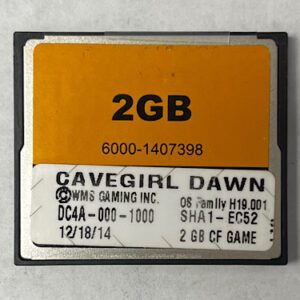 2GB
6000-1407398
CAVEGIRL DAWN
©WMS GAMING INC. OS Family H19.001
DC4A-000-1000 SHA1-EC52
12/18/14 2 GB CF GAME